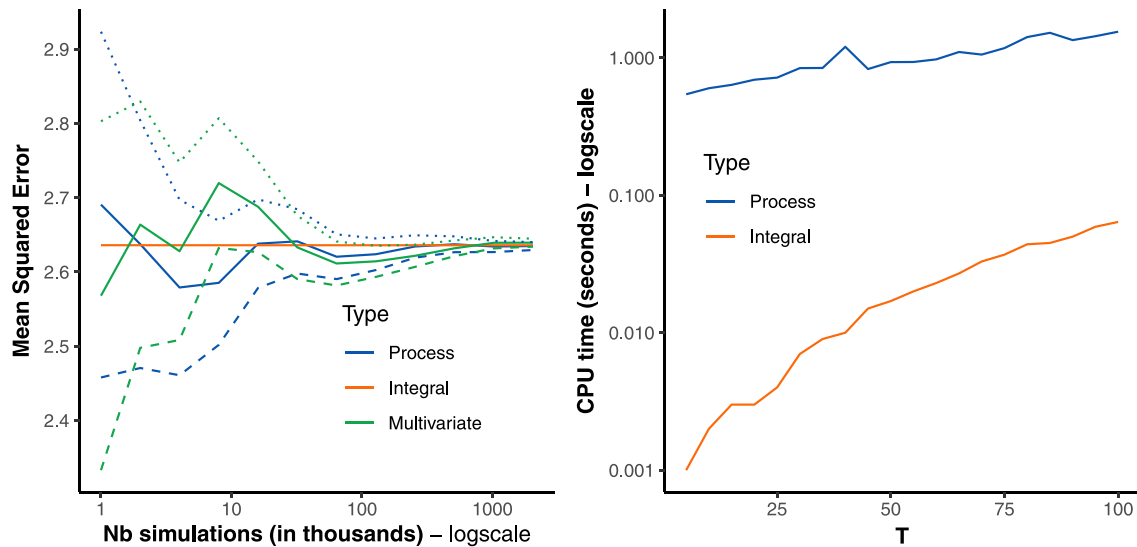 2.9
2.8
2.7
2.6
2.5
2.4
Mean Squared Error
1
10
100
1000
Nb simulations (in thousands) – logscale
Type
Process
Integral
Multivariate
1.000
0.100
0.010
0.001
CPU time (seconds) – logscale
25
50
75
100
T
Type
Process
Integral